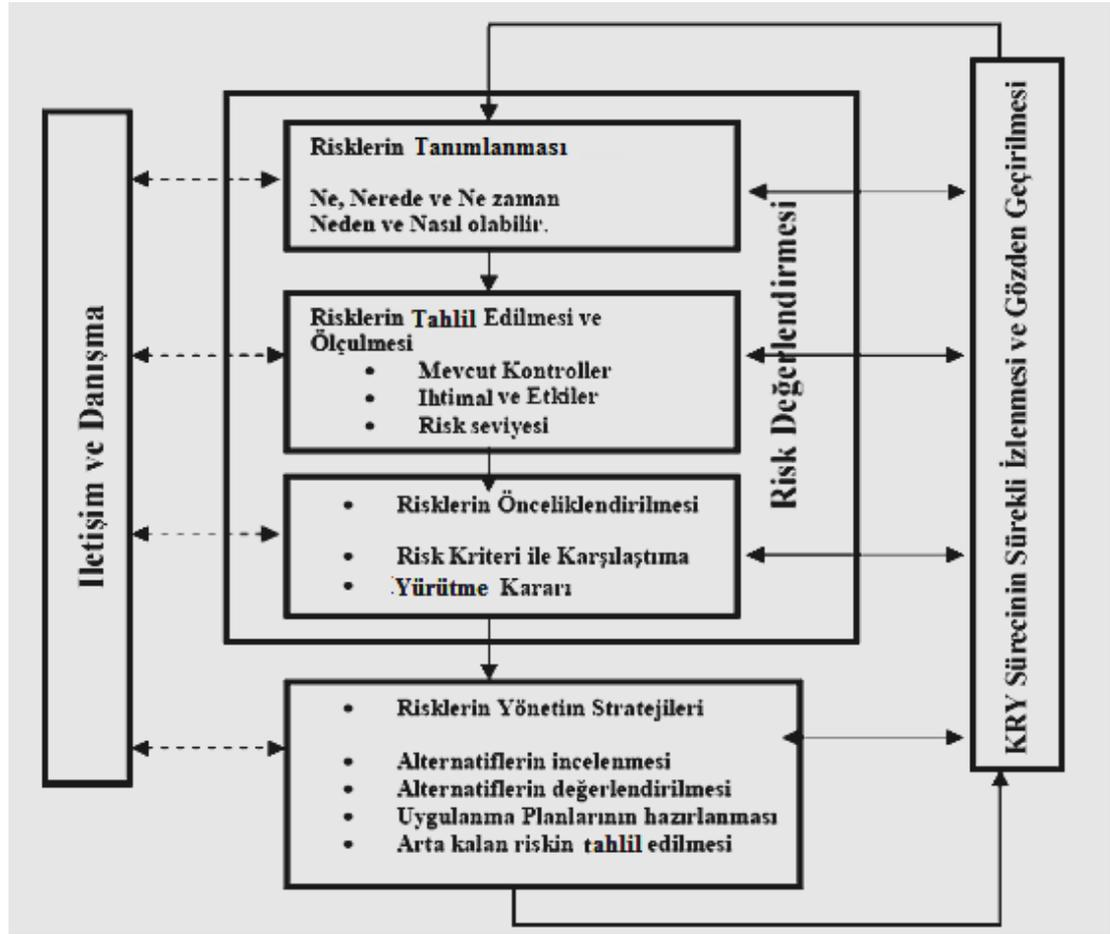 Risklerin Tanımlanması
Ne, Nerede ve Ne zaman
Neden ve Nasıl olabilir.
Risklerin Tahlil Edilmesi ve
Ölçulmesi
• Mevcut Kontroller
• Ihtimal ve Etkiler
• Risk seviyesi
• Risklerin Önceliklendirilmesi
• Risk Kriteri ile Karşılaştıma
• Yürütme Kararı
• Risklerin Yönetim Stratejileri
• Alternatiflerin incelenmesi
• Alternatiflerin değerlendirilmesi
• Uygulanma Planlarının hazırlanması
• Arta kalan riskin tahlil edilmesi
Iletişim ve Danışma
Risk Değerlendirmesi
KRY Sürecinin Sürekli İzlenmesi ve Gözden Geçirilmesi